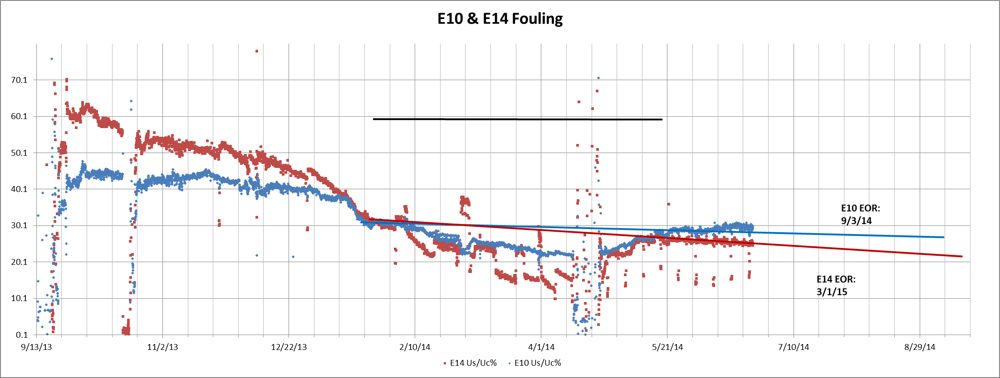 E10 & E14 Fouling
70.1
60.1
50.1
40.1
30.1
20.1
10.1
0.1
E10 EOR:
9/3/14
E14 EOR:
3/1/15
9/13/13 11/2/13 12/22/13 2/10/14 4/1/14 5/21/14 7/10/14 8/29/14
E14 Us/Uc% E10 Us/Uc%